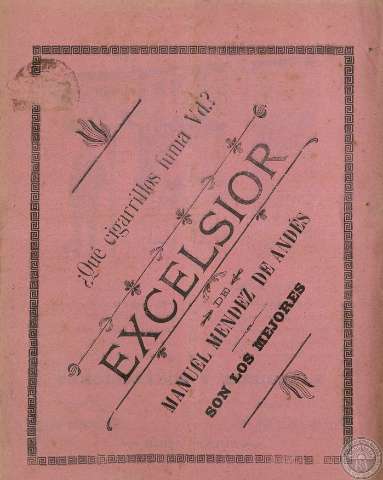 ¿Qué cigarrillos fuma Vd.?
EXCELSIOR
DE
MANUEL MENDEZ DE ANDÉS
SON LOS MEJORES